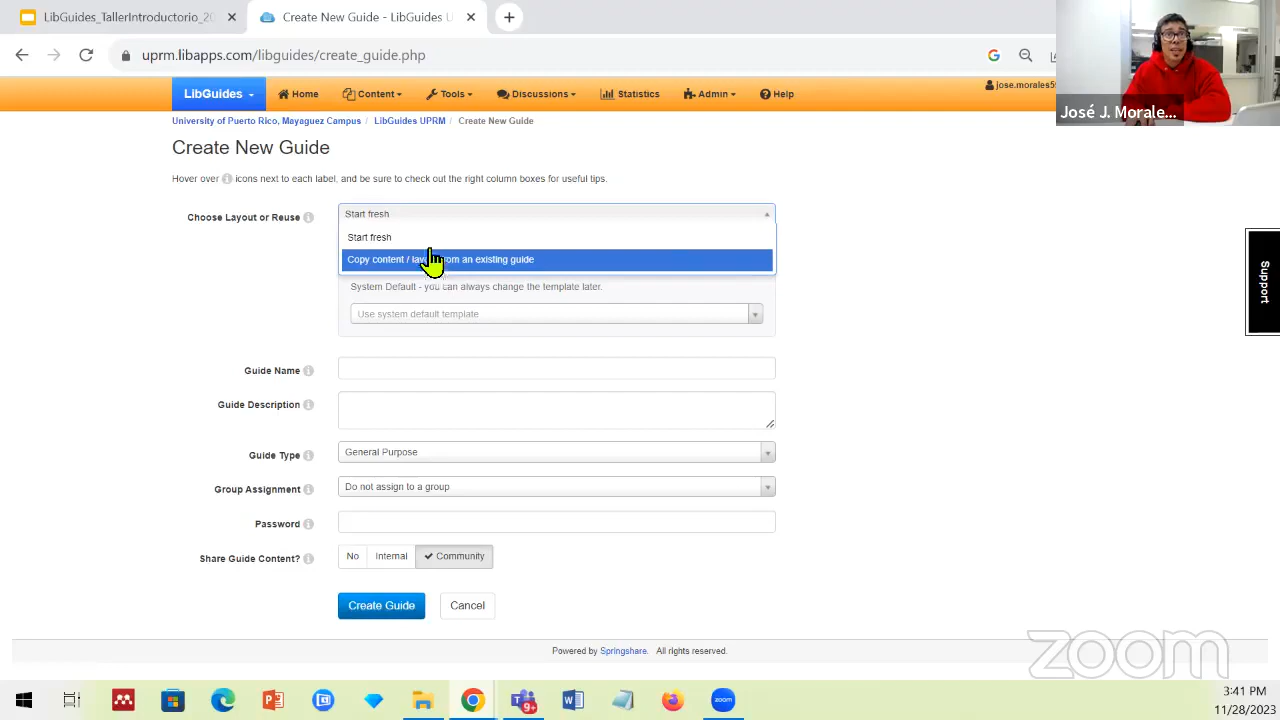 LibGuides_TallerIntroductorio_20
Create New Guide - LibGuides UP
uprm.libapps.com/libguides/create_guide.php
José J. Morale...
LibGuides
Home
Content
Tools
Discussions
Statistics
Admin
Help
jose.morales5
University of Puerto Rico, Mayaguez Campus / LibGuides UPRM / Create New Guide
Create New Guide
Hover over icons next to each label, and be sure to check out the right column boxes for useful tips.
Choose Layout or Reuse
Start fresh
Start fresh
Copy content / an existing guide
System Default - you can always change the template later.
Use system default template
Guide Name
Guide Description
Guide Type
General Purpose
Group Assignment
Do not assign to a group
Password
Share Guide Content?
No
Internal
Community
Create Guide
Cancel
Support
Powered by Springshare. All rights reserved.
zoom
9
zoom
3:41 PM
11/28/2023